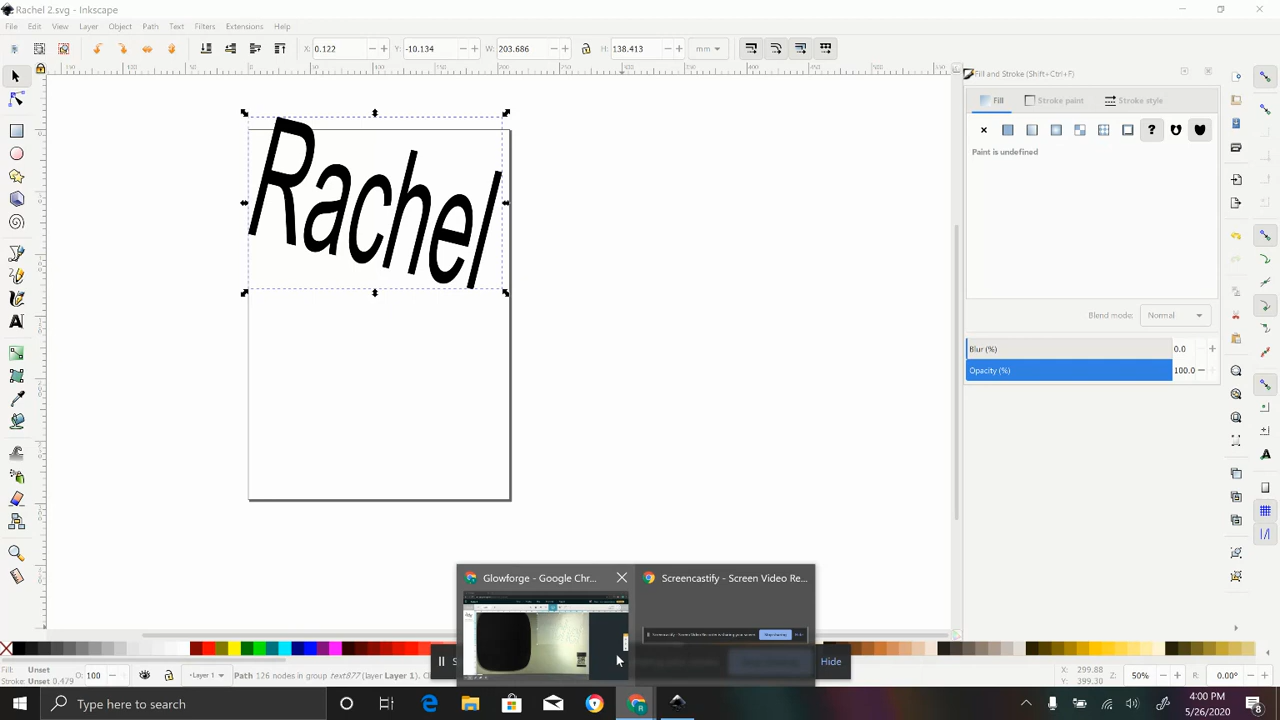 Rachel 2.svg - Inkscape
File Edit View Layer Object Path Text Filters Extensions Help
X: 0.122 Y: -10.134 W: 203.686 H: 138.413 mm
Fill and Stroke (Shift+Ctrl+F)
Fill Stroke paint Stroke style
Paint is undefined
Rachel
Blend mode: Normal
Blur (%) 0.0
Opacity (%) 100.0
Glowforge - Google Chr... Screencastify - Screen Video Re...
Hide
Fill: Unset
Stroke: Unset 0.479
O: 100
Layer 1
Path 126 nodes in group text877 (layer Layer 1).
X: 299.88
Y: 399.30
Z: 50%
R: 0.00°
Type here to search
4:00 PM
5/26/2020